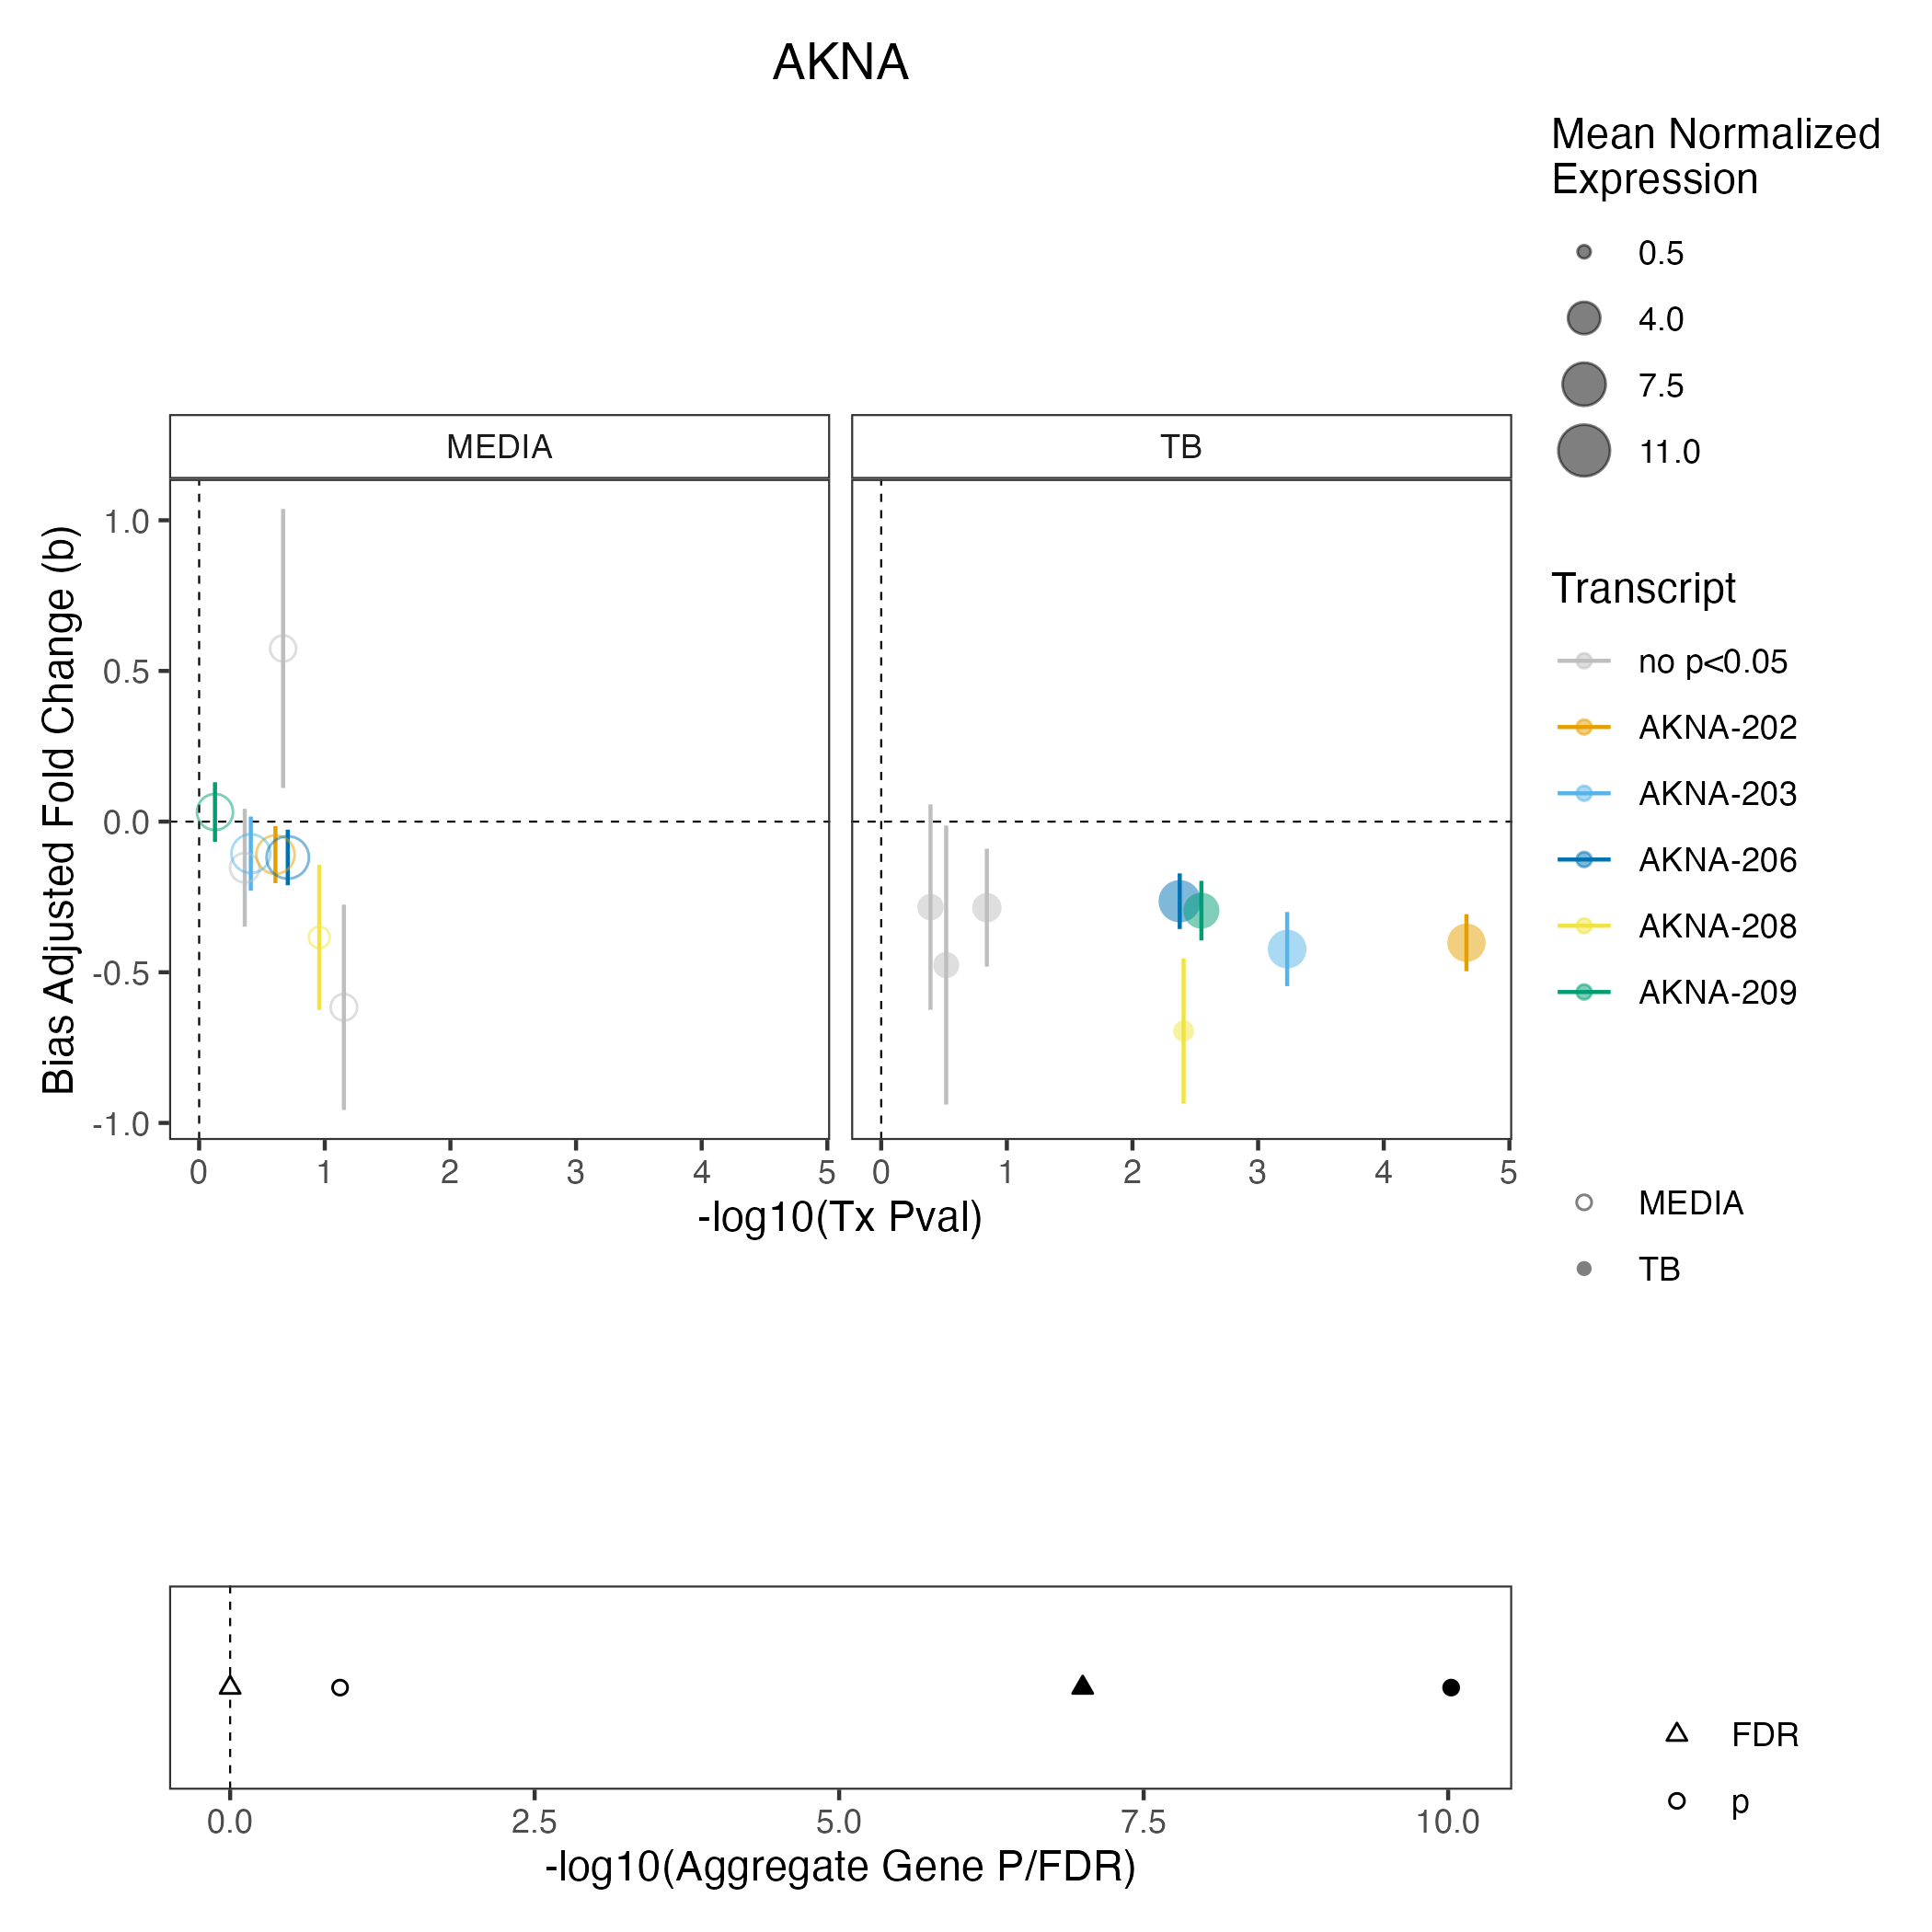 AKNA
Mean Normalized
Expression
0.5
4.0
7.5
11.0
MEDIA
TB
Bias Adjusted Fold Change (b)
1.0
0.5
0.0
-0.5
-1.0
0 1 2 3 4 5
0 1 2 3 4 5
-log10(Tx Pval)
Transcript
no p<0.05
AKNA-202
AKNA-203
AKNA-206
AKNA-208
AKNA-209
MEDIA
TB
0.0 2.5 5.0 7.5 10.0
-log10(Aggregate Gene P/FDR)
FDR
p